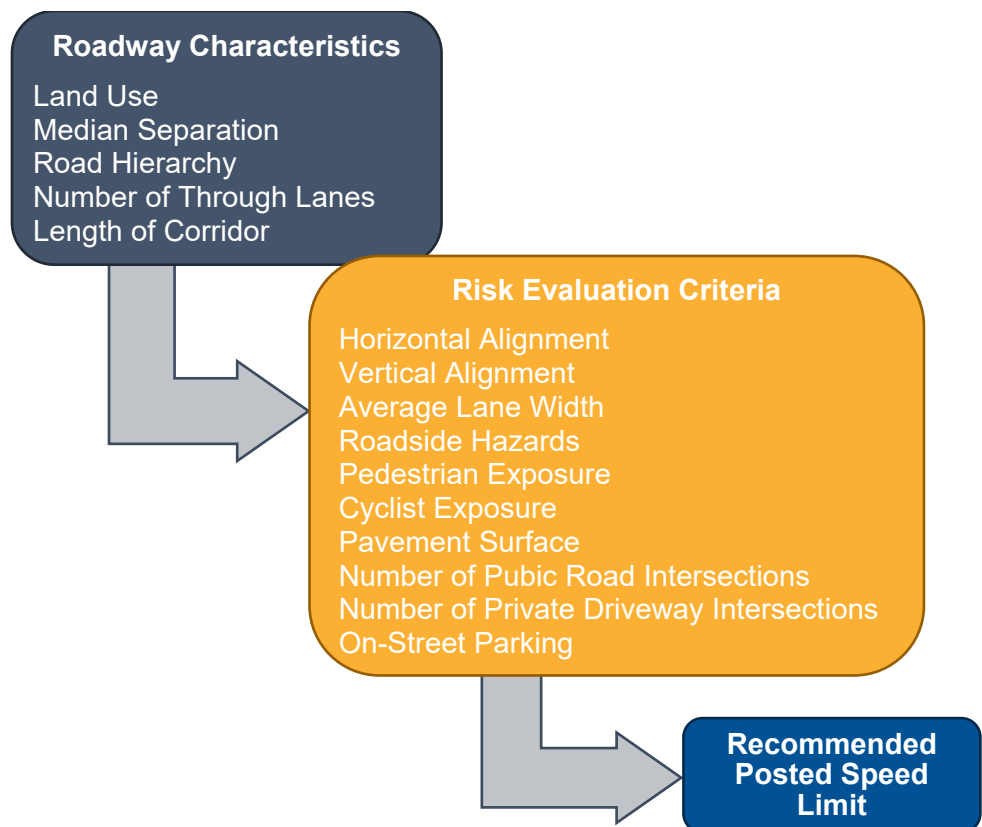 Roadway Characteristics
Land Use
Median Separation
Road Hierarchy
Number of Through Lanes
Length of Corridor
Risk Evaluation Criteria
Horizontal Alignment
Vertical Alignment
Average Lane Width
Roadside Hazards
Pedestrian Exposure
Cyclist Exposure
Pavement Surface
Number of Pubic Road Intersections
Number of Private Driveway Intersections
On-Street Parking
Recommended
Posted Speed
Limit